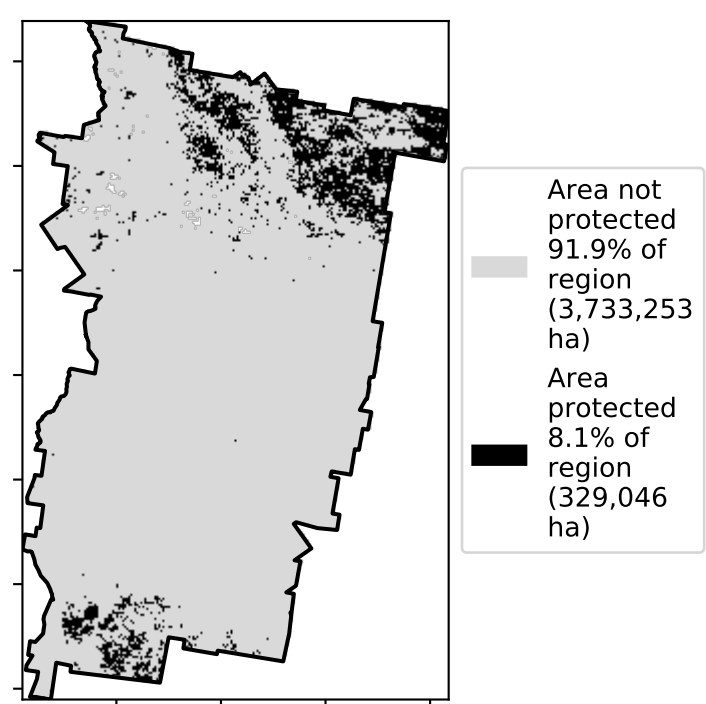 Area not
protected
91.9% of
region
(3,733,253
ha)
Area
protected
8.1% of
region
(329,046
ha)